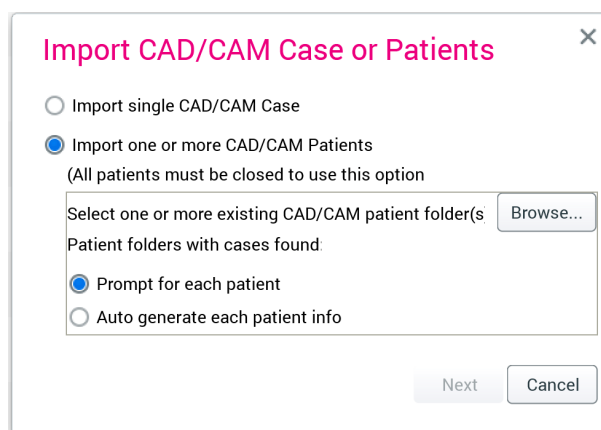 Import CAD/CAM Case or Patients
Import single CAD/CAM Case
Import one or more CAD/CAM Patients
(All patients must be closed to use this option
Select one or more existing CAD/CAM patient folder(s
Browse...
Patient folders with cases found:
Prompt for each patient
Auto generate each patient info
Next
Cancel